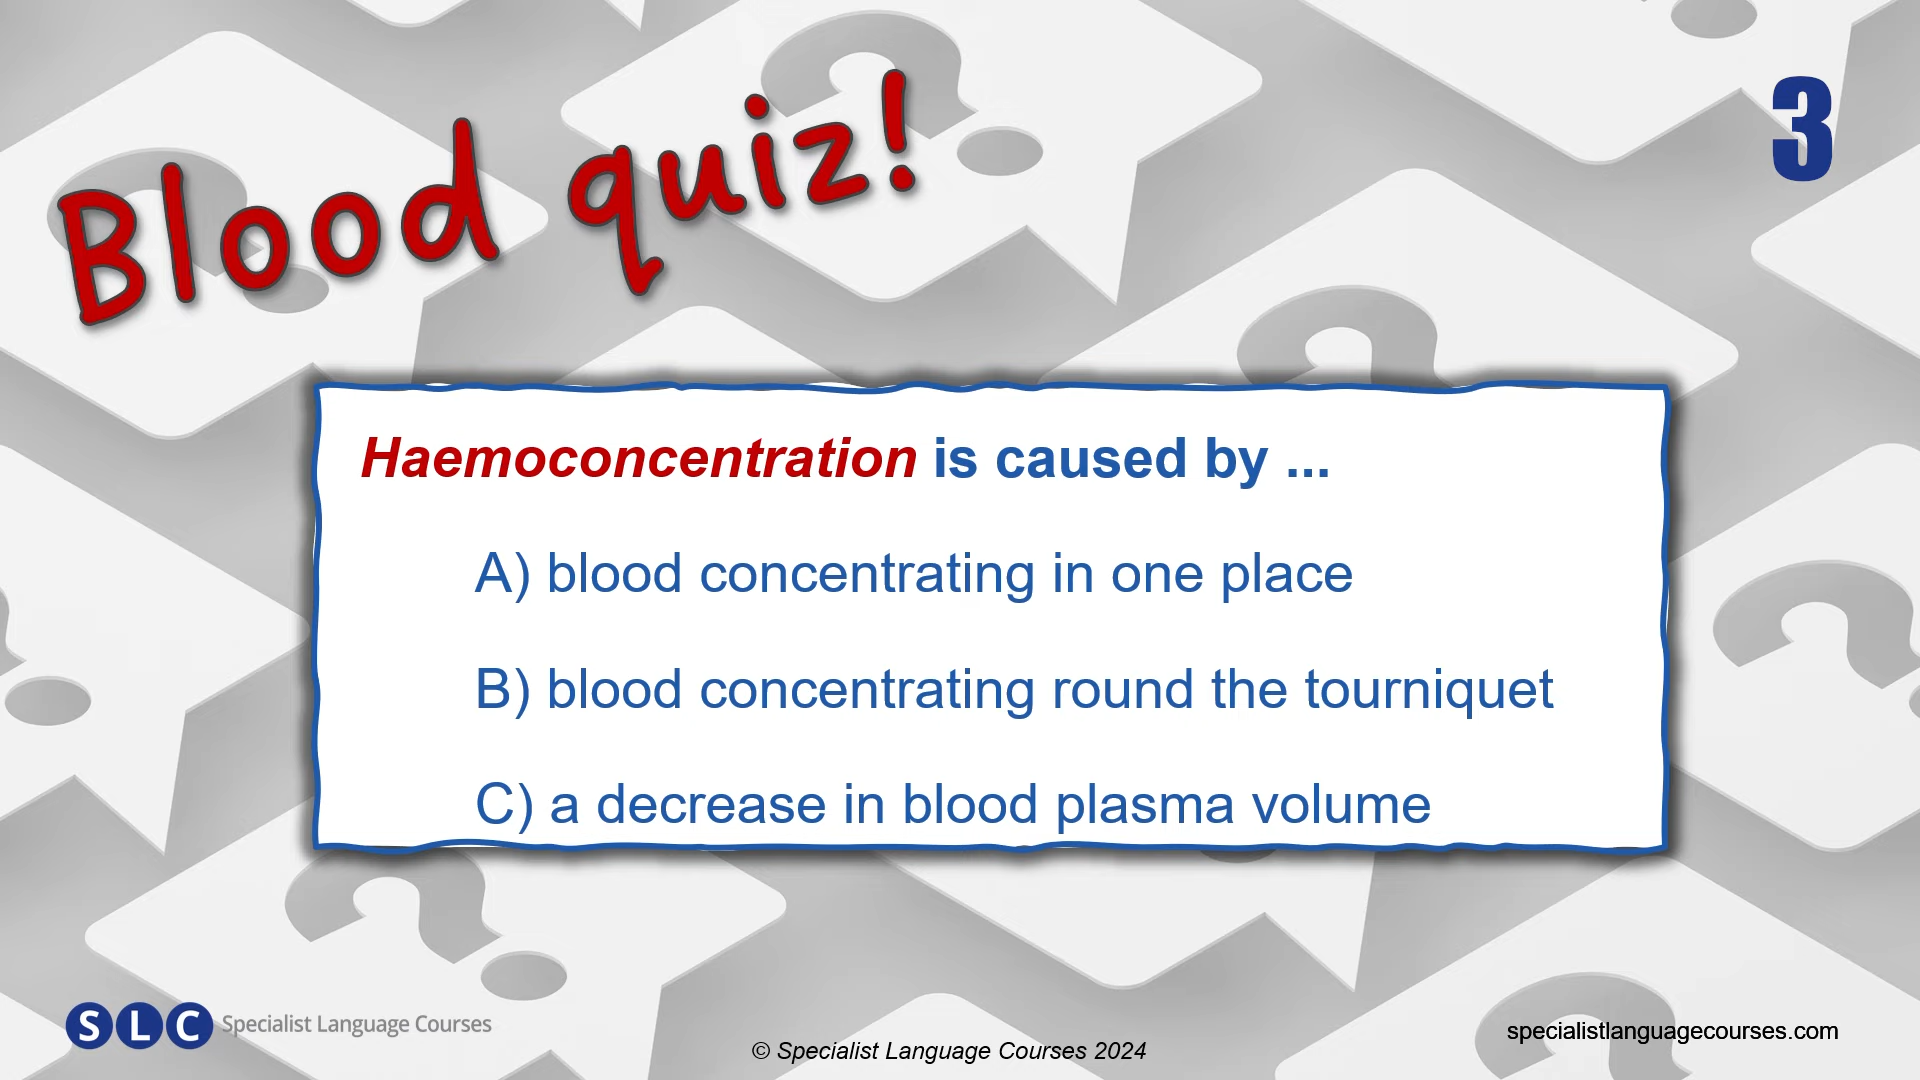 Blood quiz!
3
Haemoconcentration is caused by ...
A) blood concentrating in one place
B) blood concentrating round the tourniquet
C) a decrease in blood plasma volume
SLC Specialist Language Courses
© Specialist Language Courses 2024
specialistlanguagecourses.com